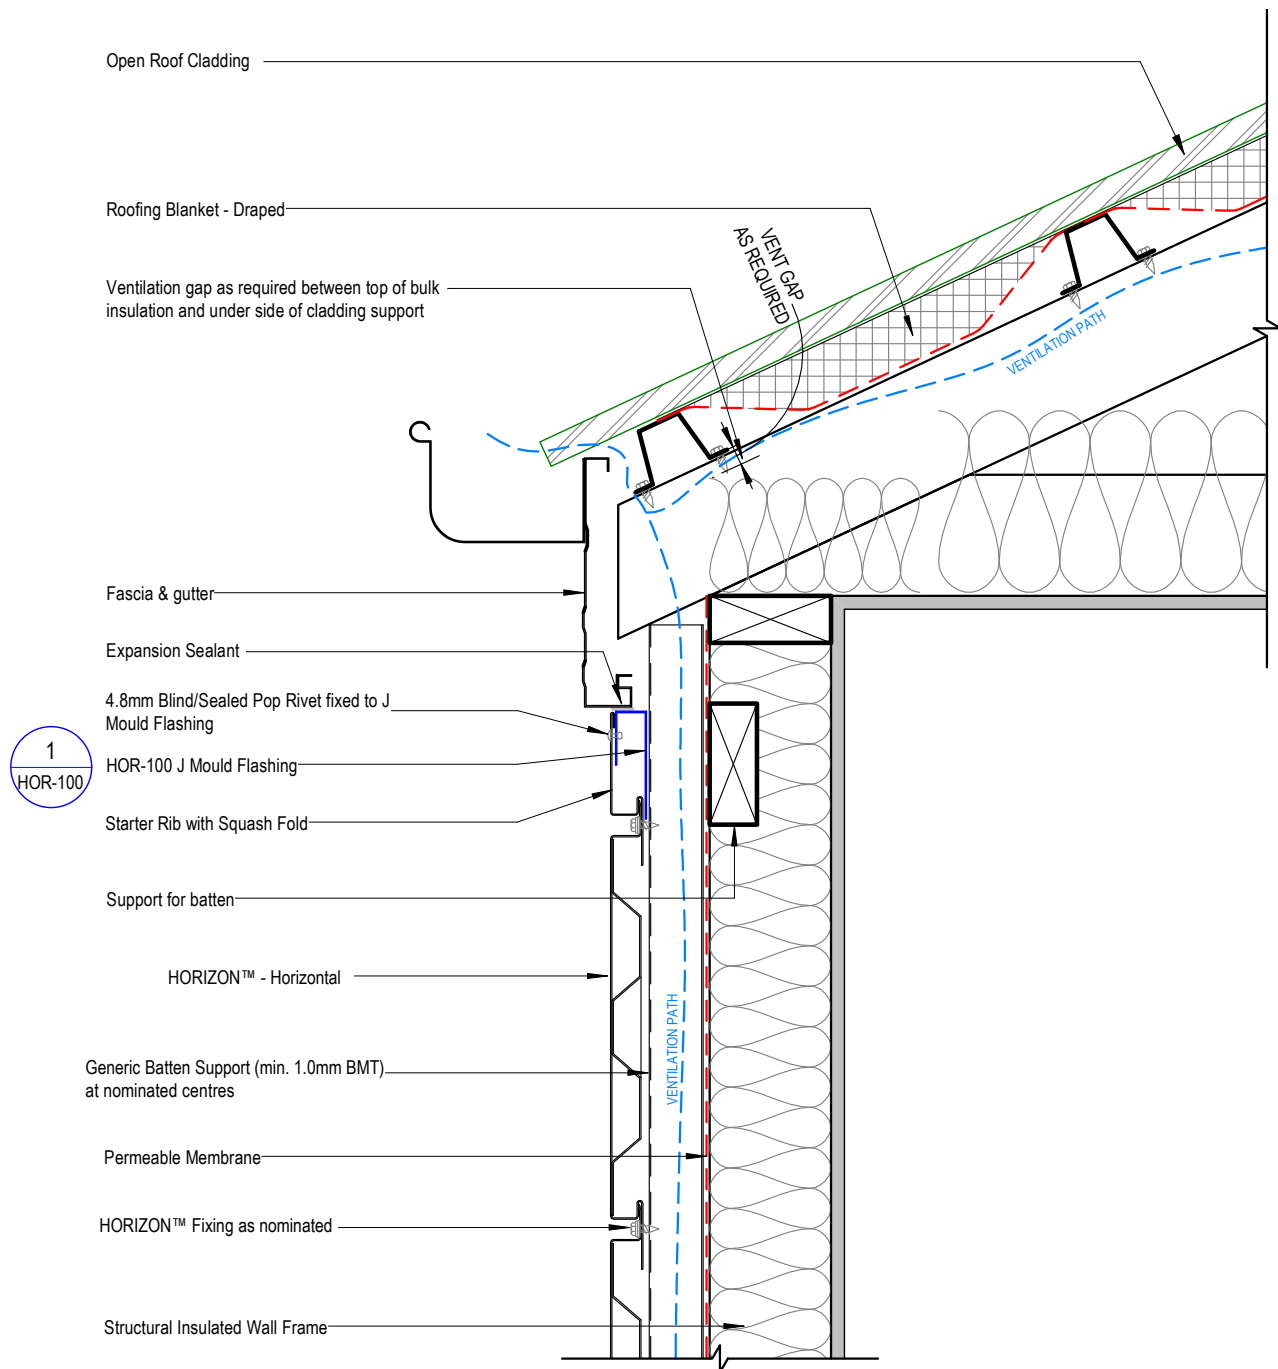 Open Roof Cladding
Roofing Blanket - Draped
VENT GAP
AS REQUIRED
Ventilation gap as required between top of bulk
insulation and under side of cladding support
VENTILATION PATH
Fascia & gutter
Expansion Sealant
4.8mm Blind/Sealed Pop Rivet fixed to J
Mould Flashing
1
HOR-100
HOR-100 J Mould Flashing
Starter Rib with Squash Fold
Support for batten
HORIZON™ - Horizontal
VENTILATION PATH
Generic Batten Support (min. 1.0mm BMT)
at nominated centres
Permeable Membrane
HORIZON™ Fixing as nominated
Structural Insulated Wall Frame